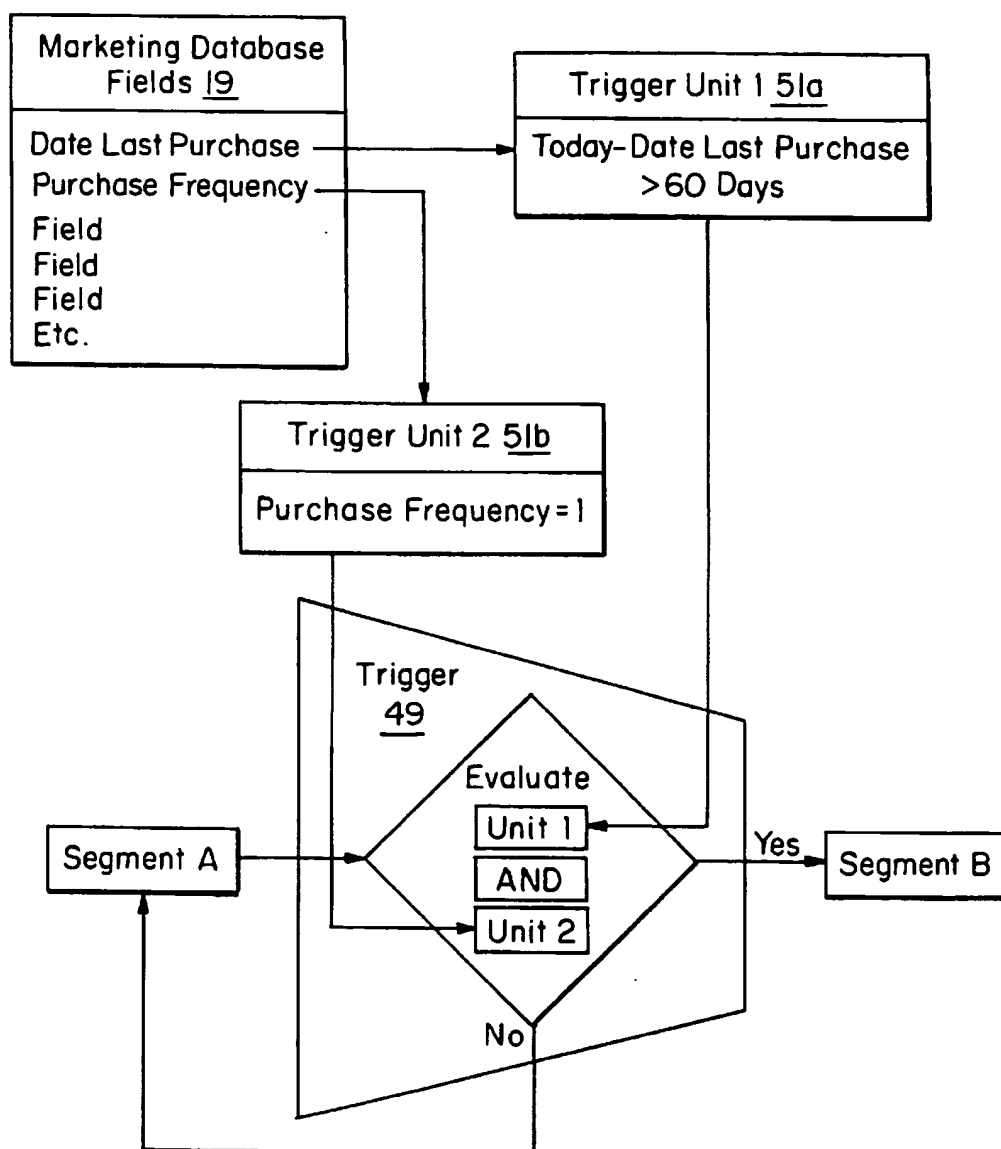 Marketing Database
Fields 19
Date Last Purchase
Purchase Frequency
Field
Field
Field
Etc.
Trigger Unit 1 51a
Today-Date Last Purchase
>60 Days
Trigger Unit 2 51b
Purchase Frequency=1
Trigger
49
Evaluate
Unit 1
AND
Unit 2
Segment A
Yes
Segment B
No